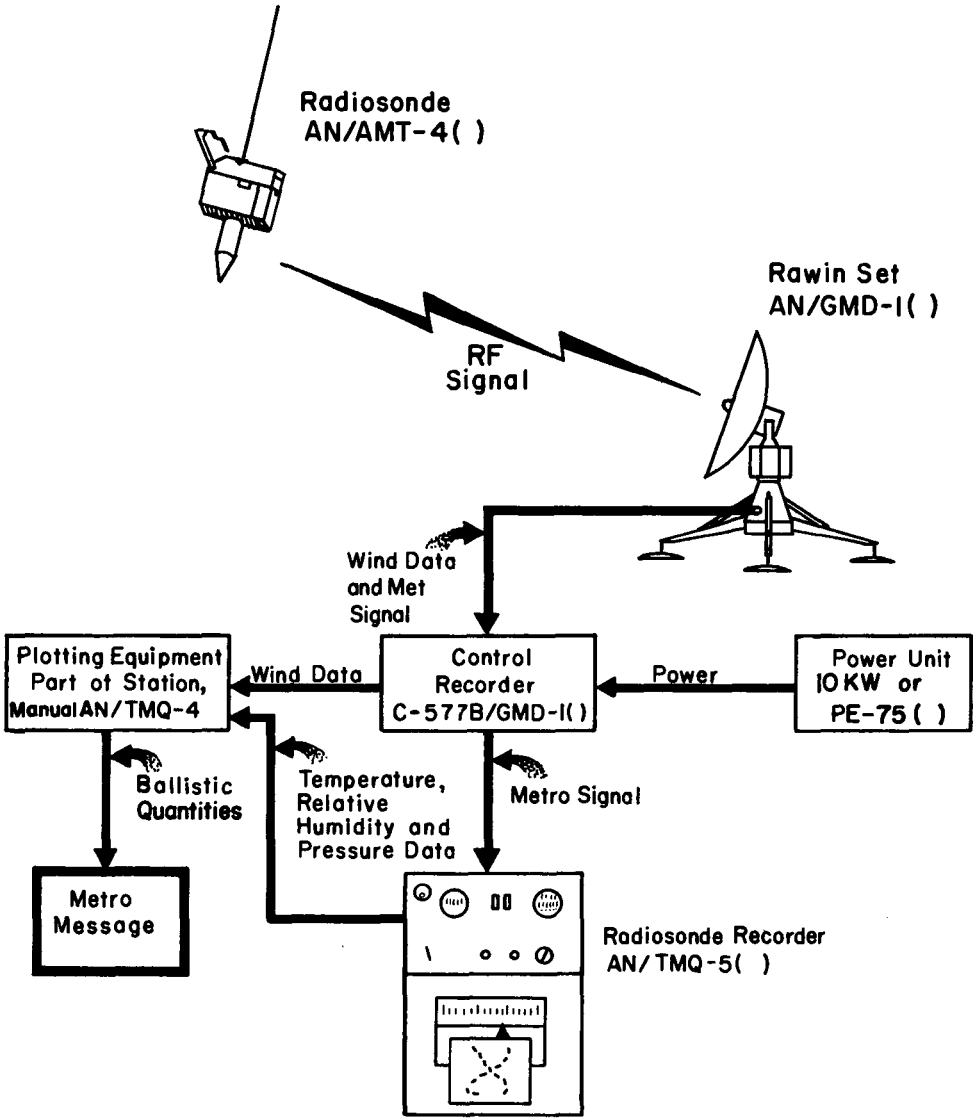 Radiosonde
AN/AMT-4( )
Rawin Set
AN/GMD-1( )
RF
Signal
Wind Data
and Met
Signal
Plotting Equipment
Part of Station,
Manual AN/TMQ-4
Wind Data
Control
Recorder
C-577B/GMD-1()
Power
Power Unit
10 KW or
PE-75( )
Ballistic
Quantities
Temperature,
Relative
Humidity and
Pressure Data
Metro Signal
Metro
Message
Radiosonde Recorder
AN/TMQ-5( )